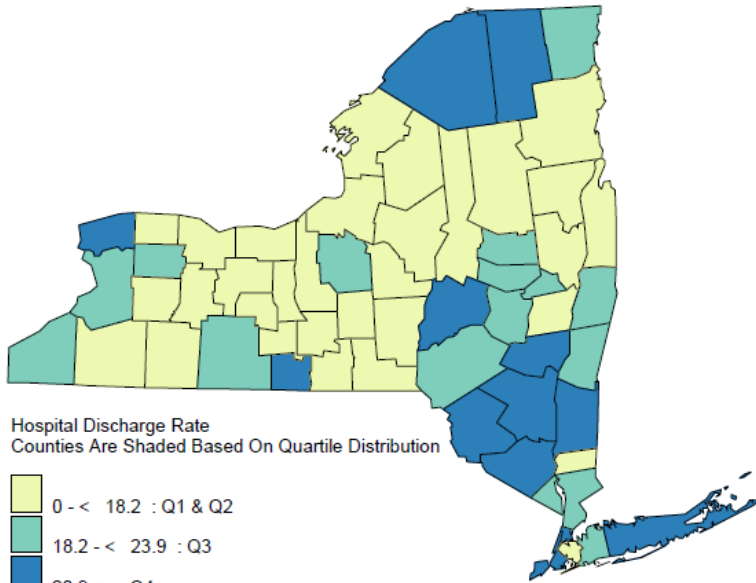 Hospital Discharge Rate
Counties Are Shaded Based On Quartile Distribution
0 - < 18.2 : Q1 & Q2
18.2 - < 23.9 : Q3